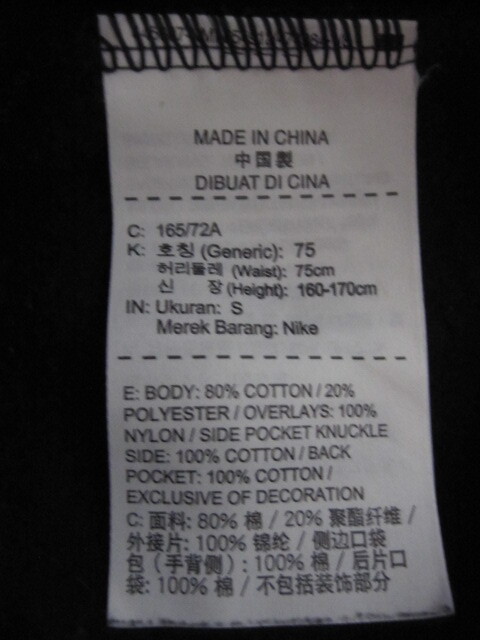 MADE IN CHINA
中国製
DIBUAT DI CINA
C: 165/72A
K: 호칭 (Generic): 75
허리둘레 (Waist): 75cm
신 장 (Height): 160-170cm
IN: Ukuran: S
Merek Barang: Nike
E: BODY: 80% COTTON / 20%
POLYESTER / OVERLAYS: 100%
NYLON / SIDE POCKET KNUCKLE
SIDE: 100% COTTON / BACK
POCKET: 100% COTTON /
EXCLUSIVE OF DECORATION
C: 面料: 80% 棉 / 20% 聚酯纤维 /
外接片: 100% 锦纶 / 侧边口袋
包（手背侧）: 100% 棉 / 后片口
袋: 100% 棉 / 不包括装饰部分